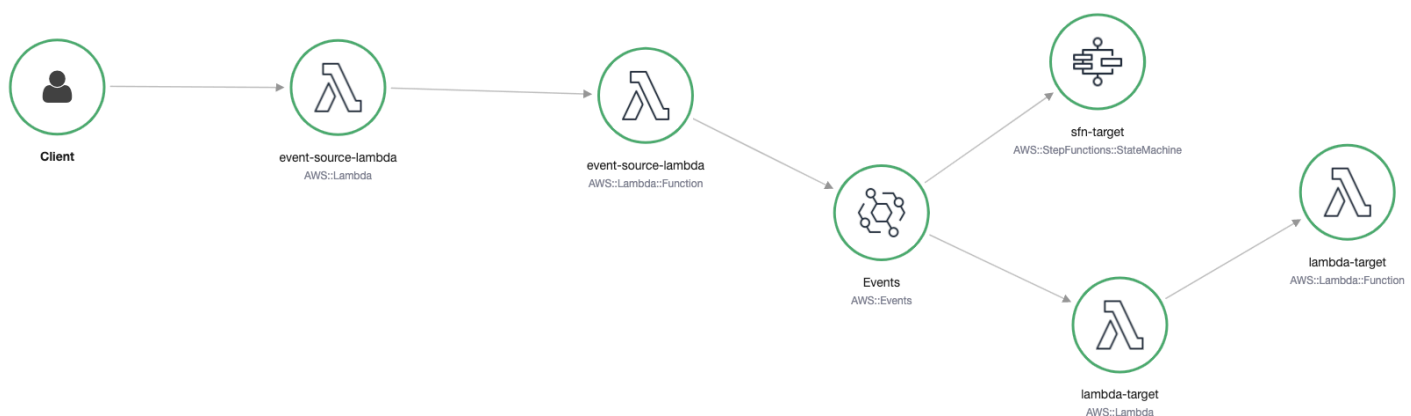 Client
event-source-lambda
AWS::Lambda
event-source-lambda
AWS::Lambda::Function
Events
AWS::Events
sfn-target
AWS::StepFunctions::StateMachine
lambda-target
AWS::Lambda
lambda-target
AWS::Lambda::Function